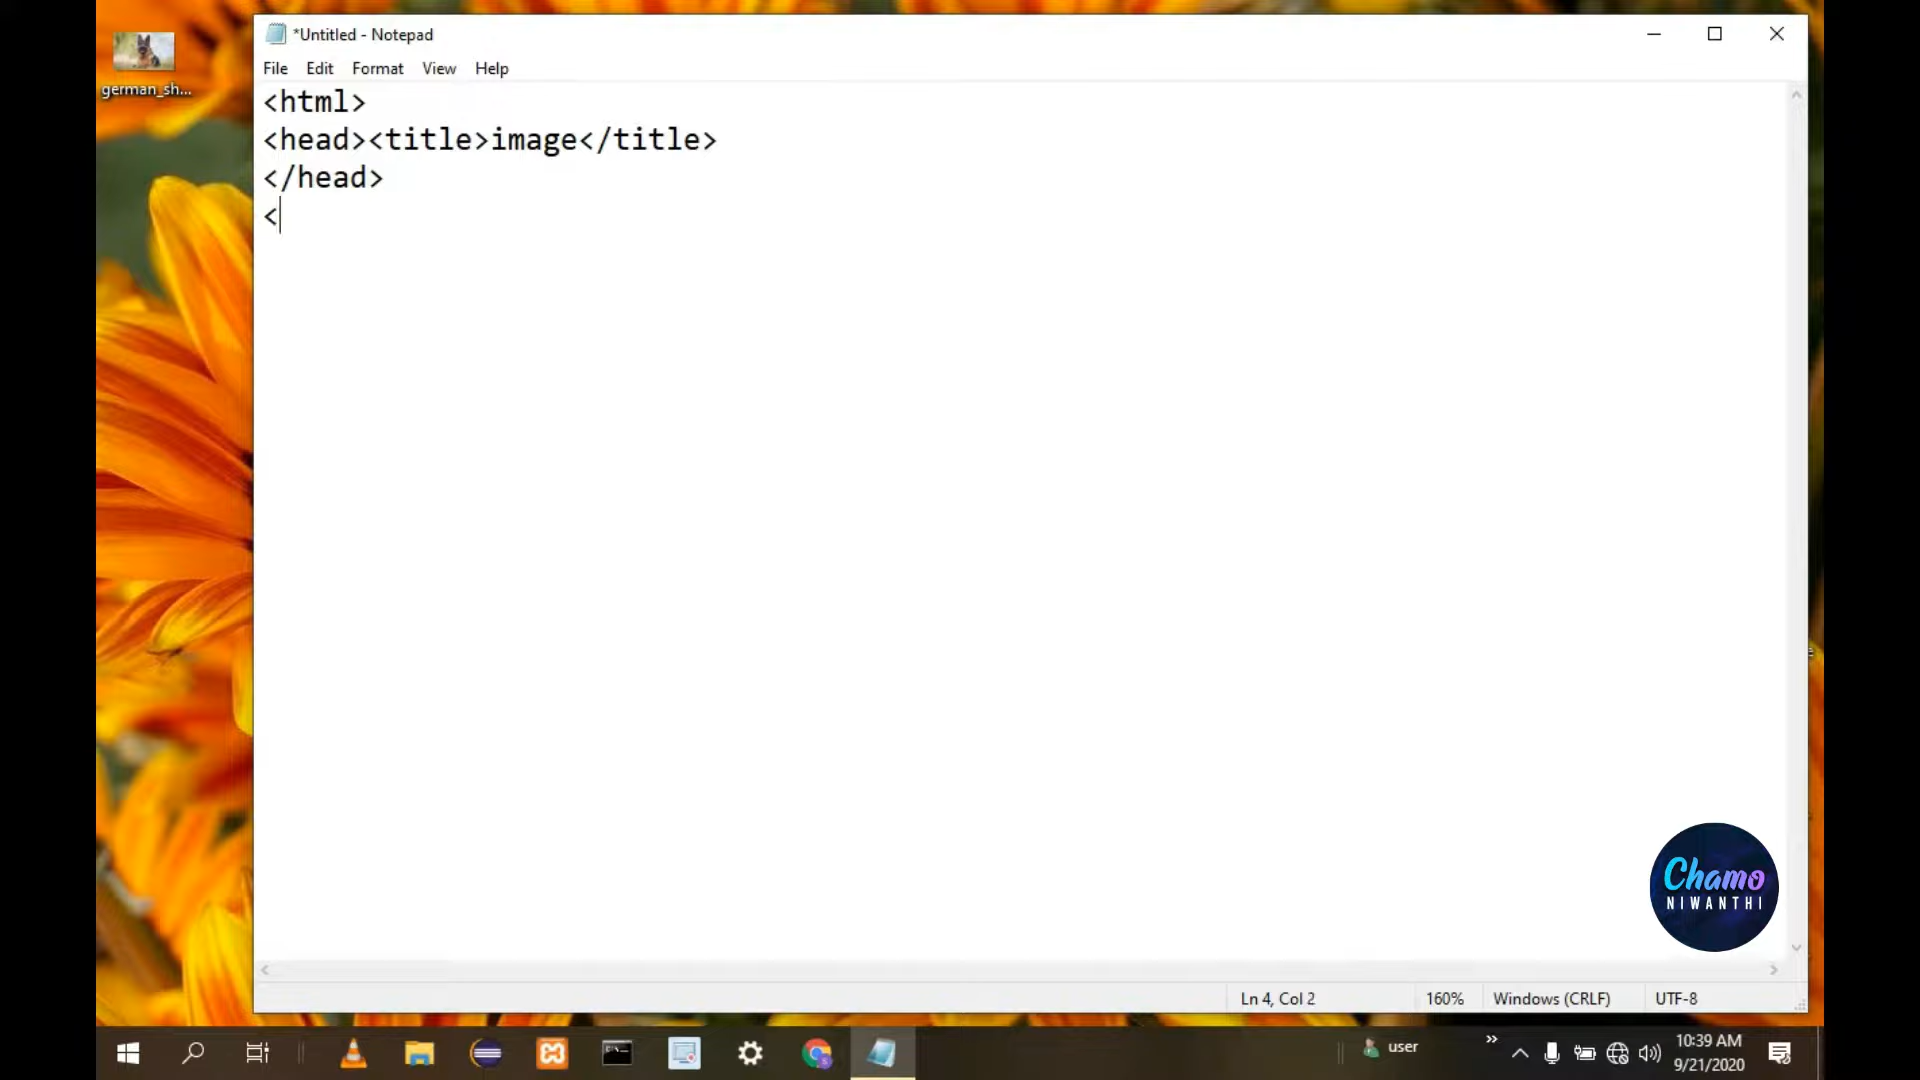 german_sh...
*Untitled - Notepad
File Edit Format View Help
<html>
<head><title>image</title>
</head>
<
Chamo
NIWANTHI
Ln 4, Col 2
160%
Windows (CRLF)
UTF-8
user
10:39 AM
9/21/2020